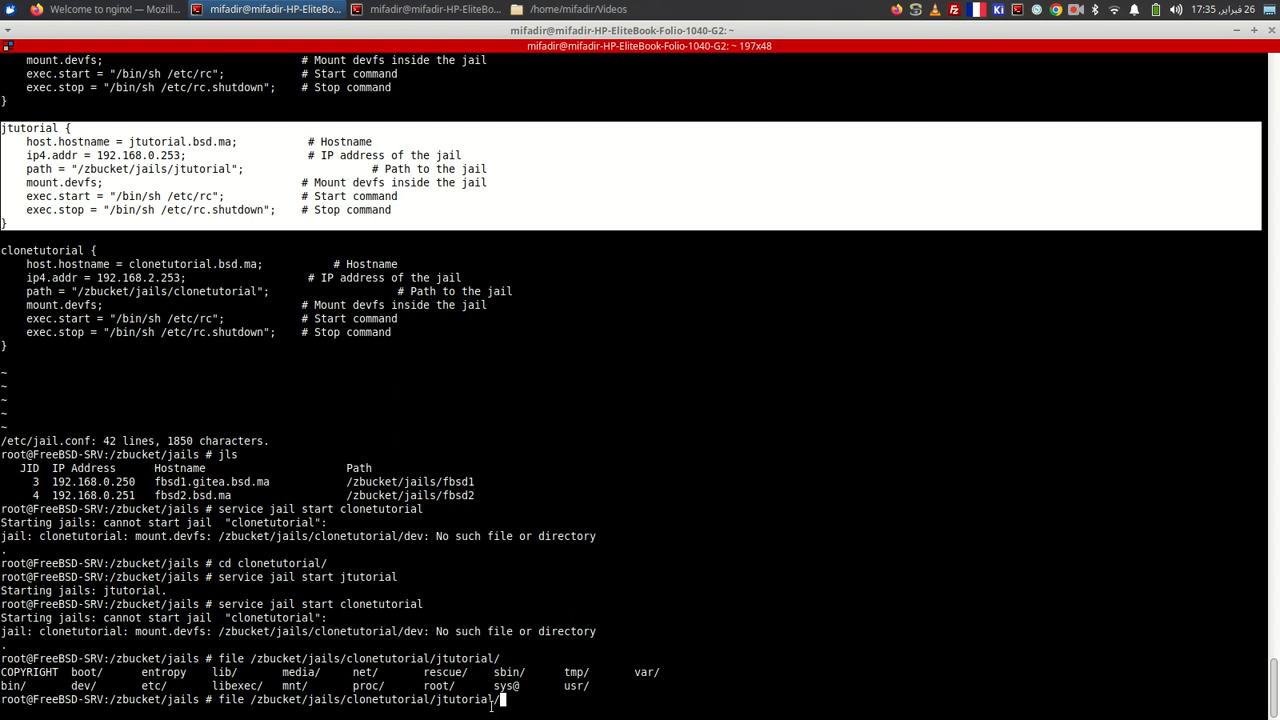 Welcome to nginx! — Mozill...
mifadir@mifadir-HP-EliteBo...
mifadir@mifadir-HP-EliteBo...
/home/mifadir/Videos
Fz
Ki
26 فبراير, 17:35
mifadir@mifadir-HP-EliteBook-Folio-1040-G2: ~
mifadir@mifadir-HP-EliteBook-Folio-1040-G2: ~ 197x48
mount.devfs; # Mount devfs inside the jail
exec.start = "/bin/sh /etc/rc"; # Start command
exec.stop = "/bin/sh /etc/rc.shutdown"; # Stop command
}
jtutorial {
host.hostname = jtutorial.bsd.ma; # Hostname
ip4.addr = 192.168.0.253; # IP address of the jail
path = "/zbucket/jails/jtutorial"; # Path to the jail
mount.devfs; # Mount devfs inside the jail
exec.start = "/bin/sh /etc/rc"; # Start command
exec.stop = "/bin/sh /etc/rc.shutdown"; # Stop command
}
clonetutorial {
host.hostname = clonetutorial.bsd.ma; # Hostname
ip4.addr = 192.168.2.253; # IP address of the jail
path = "/zbucket/jails/clonetutorial"; # Path to the jail
mount.devfs; # Mount devfs inside the jail
exec.start = "/bin/sh /etc/rc"; # Start command
exec.stop = "/bin/sh /etc/rc.shutdown"; # Stop command
}
~
~
~
~
~
/etc/jail.conf: 42 lines, 1850 characters.
root@FreeBSD-SRV:/zbucket/jails # jls
JID IP Address Hostname Path
3 192.168.0.250 fbsd1.gitea.bsd.ma /zbucket/jails/fbsd1
4 192.168.0.251 fbsd2.bsd.ma /zbucket/jails/fbsd2
root@FreeBSD-SRV:/zbucket/jails # service jail start clonetutorial
Starting jails: cannot start jail "clonetutorial":
jail: clonetutorial: mount.devfs: /zbucket/jails/clonetutorial/dev: No such file or directory
.
root@FreeBSD-SRV:/zbucket/jails # cd clonetutorial/
root@FreeBSD-SRV:/zbucket/jails # service jail start jtutorial
Starting jails: jtutorial.
root@FreeBSD-SRV:/zbucket/jails # service jail start clonetutorial
Starting jails: cannot start jail "clonetutorial":
jail: clonetutorial: mount.devfs: /zbucket/jails/clonetutorial/dev: No such file or directory
.
root@FreeBSD-SRV:/zbucket/jails # file /zbucket/jails/clonetutorial/jtutorial/
COPYRIGHT boot/ entropy lib/ media/ net/ rescue/ sbin/ tmp/ var/
bin/ dev/ etc/ libexec/ mnt/ proc/ root/ sys@ usr/
root@FreeBSD-SRV:/zbucket/jails # file /zbucket/jails/clonetutorial/jtutorial/